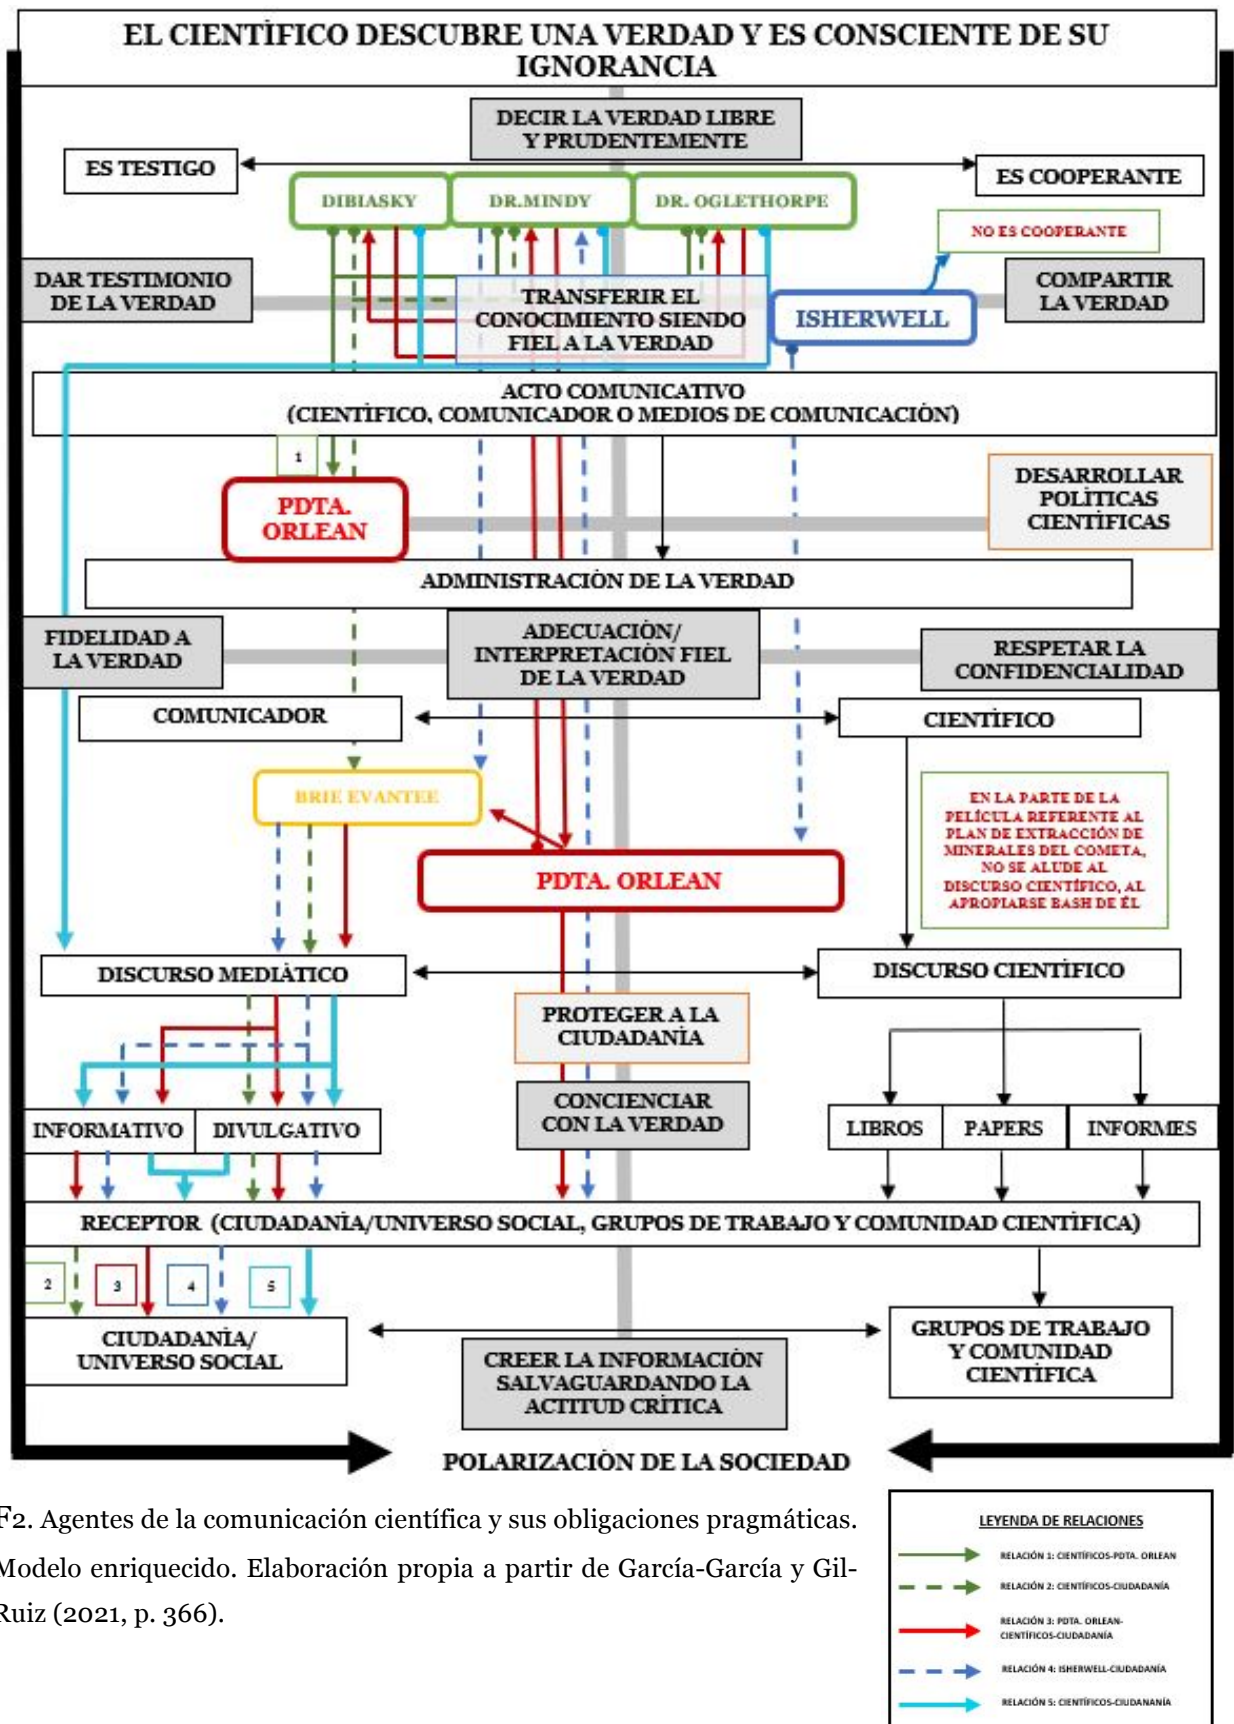 EL CIENTÍFICO DESCUBRE UNA VERDAD Y ES CONSCIENTE DE SU
IGNORANCIA
DECIR LA VERDAD LIBRE
Y PRUDENTEMENTE
ES TESTIGO
ES COOPERANTE
DIBIASKY
DR.MINDY
DR. OGLETHORPE
NO ES COOPERANTE
DAR TESTIMONIO
DE LA VERDAD
TRANSFERIR EL
CONOCIMIENTO SIENDO
FIEL A LA VERDAD
ISHERWELL
COMPARTIR
LA VERDAD
ACTO COMUNICATIVO
(CIENTÍFICO, COMUNICADOR O MEDIOS DE COMUNICACIÓN)
1
PDTA.
ORLEAN
DESARROLLAR
POLÍTICAS
CIENTÍFICAS
ADMINISTRACIÓN DE LA VERDAD
FIDELIDAD A
LA VERDAD
ADECUACIÓN/
INTERPRETACIÓN FIEL
DE LA VERDAD
RESPETAR LA
CONFIDENCIALIDAD
COMUNICADOR
CIENTÍFICO
BRIE EVANTEE
EN LA PARTE DE LA
PELÍCULA REFERENTE AL
PLAN DE EXTRACCIÓN DE
MINERALES DEL COMETA,
NO SE ALUDE AL
DISCURSO CIENTÍFICO, AL
APROPIARSE BASH DE ÉL
PDTA. ORLEAN
DISCURSO MEDIÁTICO
DISCURSO CIENTÍFICO
PROTEGER A LA
CIUDADANÍA
CONCIENCIAR
CON LA VERDAD
INFORMATIVO
DIVULGATIVO
LIBROS
PAPERS
INFORMES
RECEPTOR (CIUDADANÍA/UNIVERSO SOCIAL, GRUPOS DE TRABAJO Y COMUNIDAD CIENTÍFICA)
2
3
4
5
CIUDADANÍA/
UNIVERSO SOCIAL
CREER LA INFORMACIÓN
SALVAGUARDANDO LA
ACTITUD CRÍTICA
GRUPOS DE TRABAJO
Y COMUNIDAD
CIENTÍFICA
POLARIZACIÓN DE LA SOCIEDAD
F2. Agentes de la comunicación científica y sus obligaciones pragmáticas.
Modelo enriquecido. Elaboración propia a partir de García-García y Gil-
Ruiz (2021, p. 366).
LEYENDA DE RELACIONES
RELACIÓN 1: CIENTÍFICOS-PDTA. ORLEAN
RELACIÓN 2: CIENTÍFICOS-CIUDADANÍA
RELACIÓN 3: PDTA. ORLEAN-
CIENTÍFICOS-CIUDADANÍA
RELACIÓN 4: ISHERWELL-CIUDADANÍA
RELACIÓN 5: CIENTÍFICOS-CIUDANANÍA